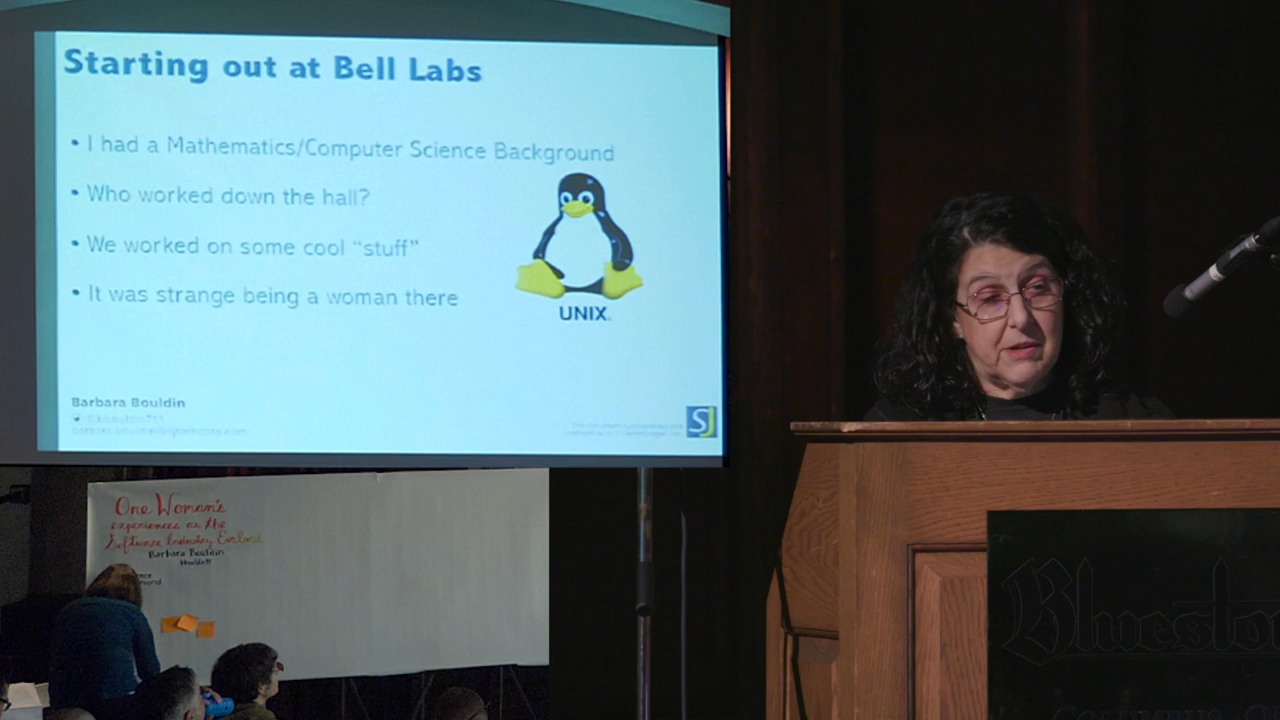 Starting out at Bell Labs
• I had a Mathematics/Computer Science Background
• Who worked down the hall?
• We worked on some cool “stuff”
• It was strange being a woman there
UNIX
Barbara Bouldin
SJ
One Woman's
experiences as the
Software Industry Evolved
Barbara Bouldin